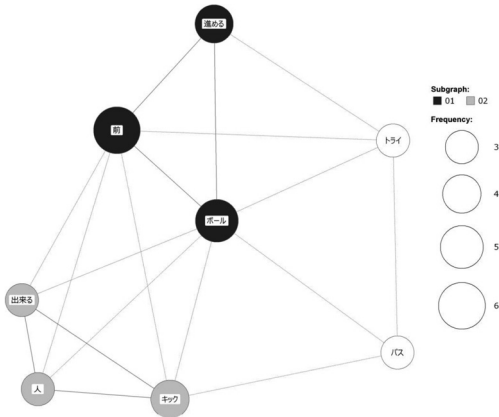 進める
前
トライ
ボール
出来る
人
キック
パス
Subgraph:
01 02
Frequency:
3
4
5
6